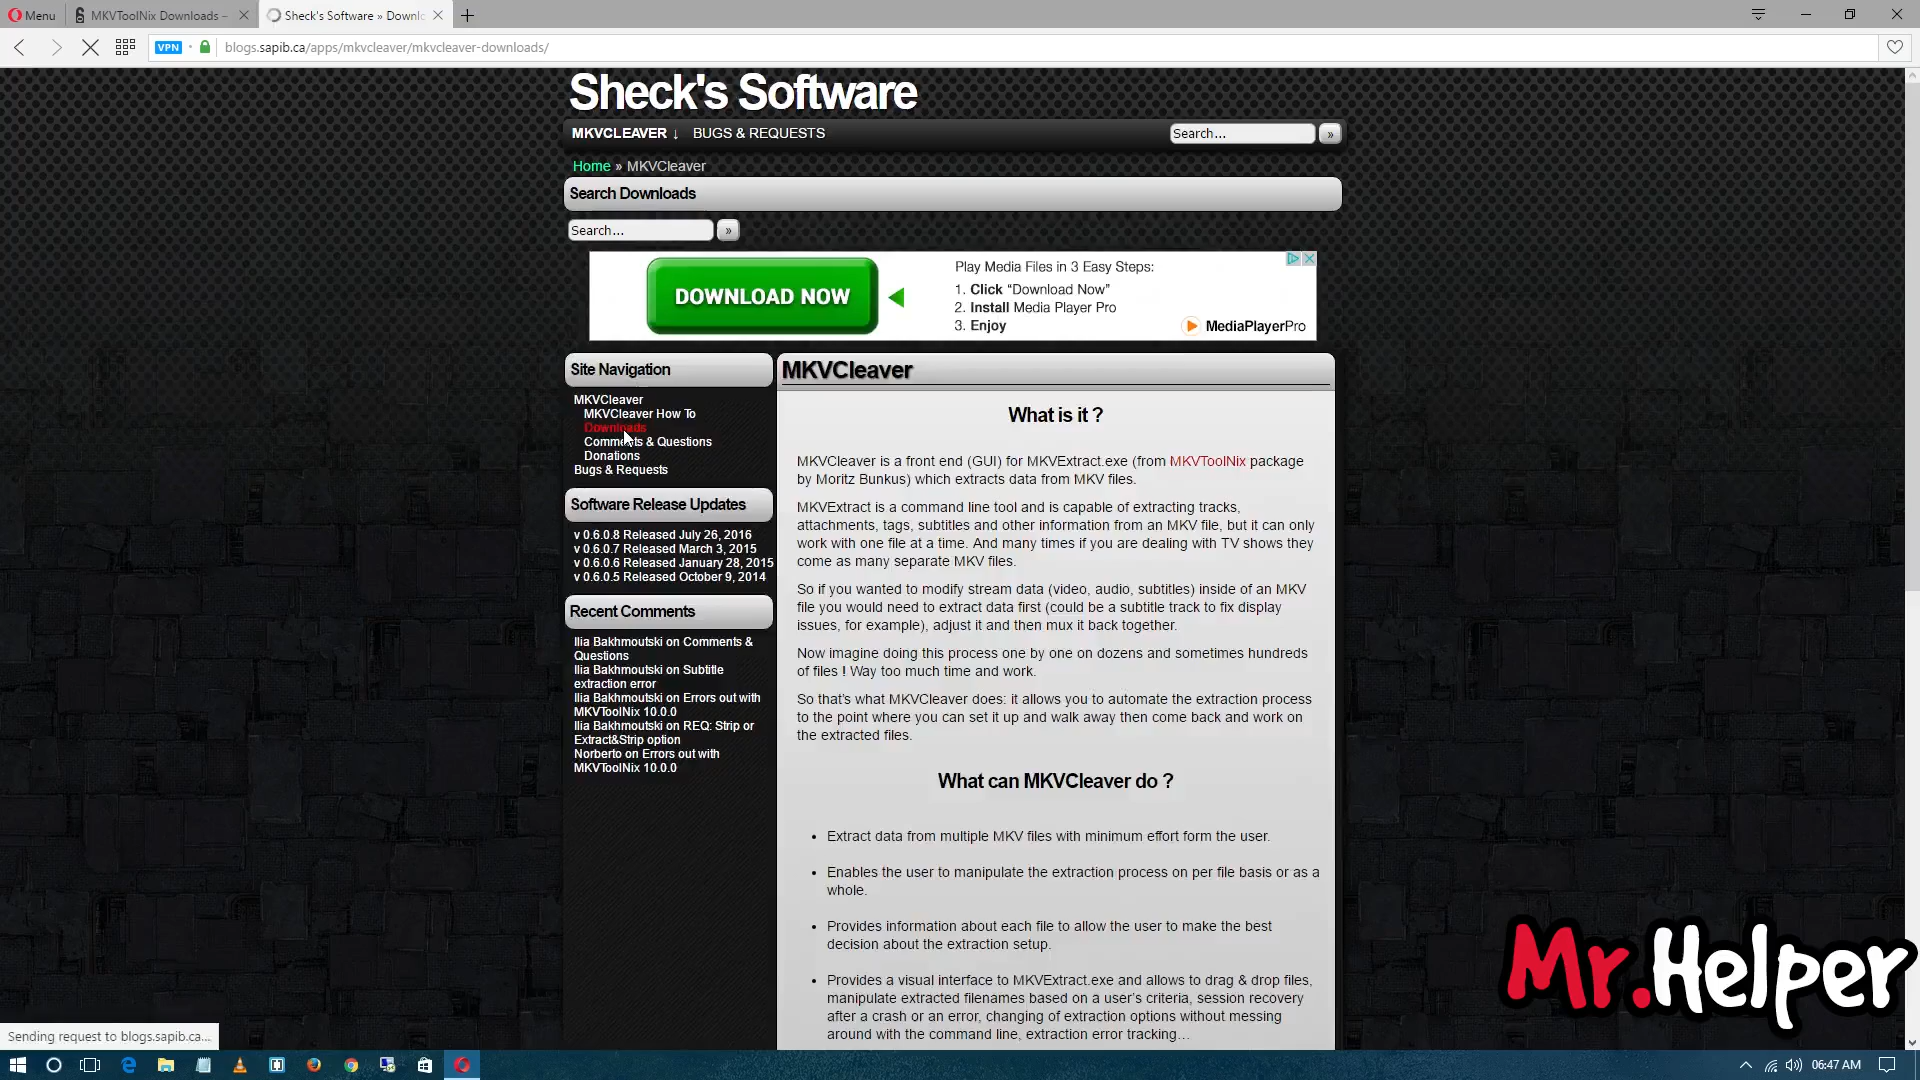 Menu
MKVToolNix Downloads –
Sheck's Software » Downlo
VPN
blogs.sapib.ca/apps/mkvcleaver/mkvcleaver-downloads/
Sheck's Software
MKVCLEAVER ↓ BUGS & REQUESTS
Search...
»
Home » MKVCleaver
Search Downloads
Search...
»
DOWNLOAD NOW
Play Media Files in 3 Easy Steps:
1. Click “Download Now”
2. Install Media Player Pro
3. Enjoy
MediaPlayerPro
Site Navigation
MKVCleaver
MKVCleaver How To
Downloads
Comments & Questions
Donations
Bugs & Requests
Software Release Updates
v 0.6.0.8 Released July 26, 2016
v 0.6.0.7 Released March 3, 2015
v 0.6.0.6 Released January 28, 2015
v 0.6.0.5 Released October 9, 2014
Recent Comments
Ilia Bakhmoutski on Comments &
Questions
Ilia Bakhmoutski on Subtitle
extraction error
Ilia Bakhmoutski on Errors out with
MKVToolNix 10.0.0
Ilia Bakhmoutski on REQ: Strip or
Extract&Strip option
Norberto on Errors out with
MKVToolNix 10.0.0
MKVCleaver
What is it ?
MKVCleaver is a front end (GUI) for MKVExtract.exe (from MKVToolNix package
by Moritz Bunkus) which extracts data from MKV files.
MKVExtract is a command line tool and is capable of extracting tracks,
attachments, tags, subtitles and other information from an MKV file, but it can only
work with one file at a time. And many times if you are dealing with TV shows they
come as many separate MKV files.
So if you wanted to modify stream data (video, audio, subtitles) inside of an MKV
file you would need to extract data first (could be a subtitle track to fix display
issues, for example), adjust it and then mux it back together.
Now imagine doing this process one by one on dozens and sometimes hundreds
of files ! Way too much time and work.
So that’s what MKVCleaver does: it allows you to automate the extraction process
to the point where you can set it up and walk away then come back and work on
the extracted files.
What can MKVCleaver do ?
• Extract data from multiple MKV files with minimum effort form the user.
• Enables the user to manipulate the extraction process on per file basis or as a
whole.
• Provides information about each file to allow the user to make the best
decision about the extraction setup.
• Provides a visual interface to MKVExtract.exe and allows to drag & drop files,
manipulate extracted filenames based on a user’s criteria, session recovery
after a crash or an error, changing of extraction options without messing
around with the command line, extraction error tracking…
Mr.Helper
Sending request to blogs.sapib.ca...
06:47 AM